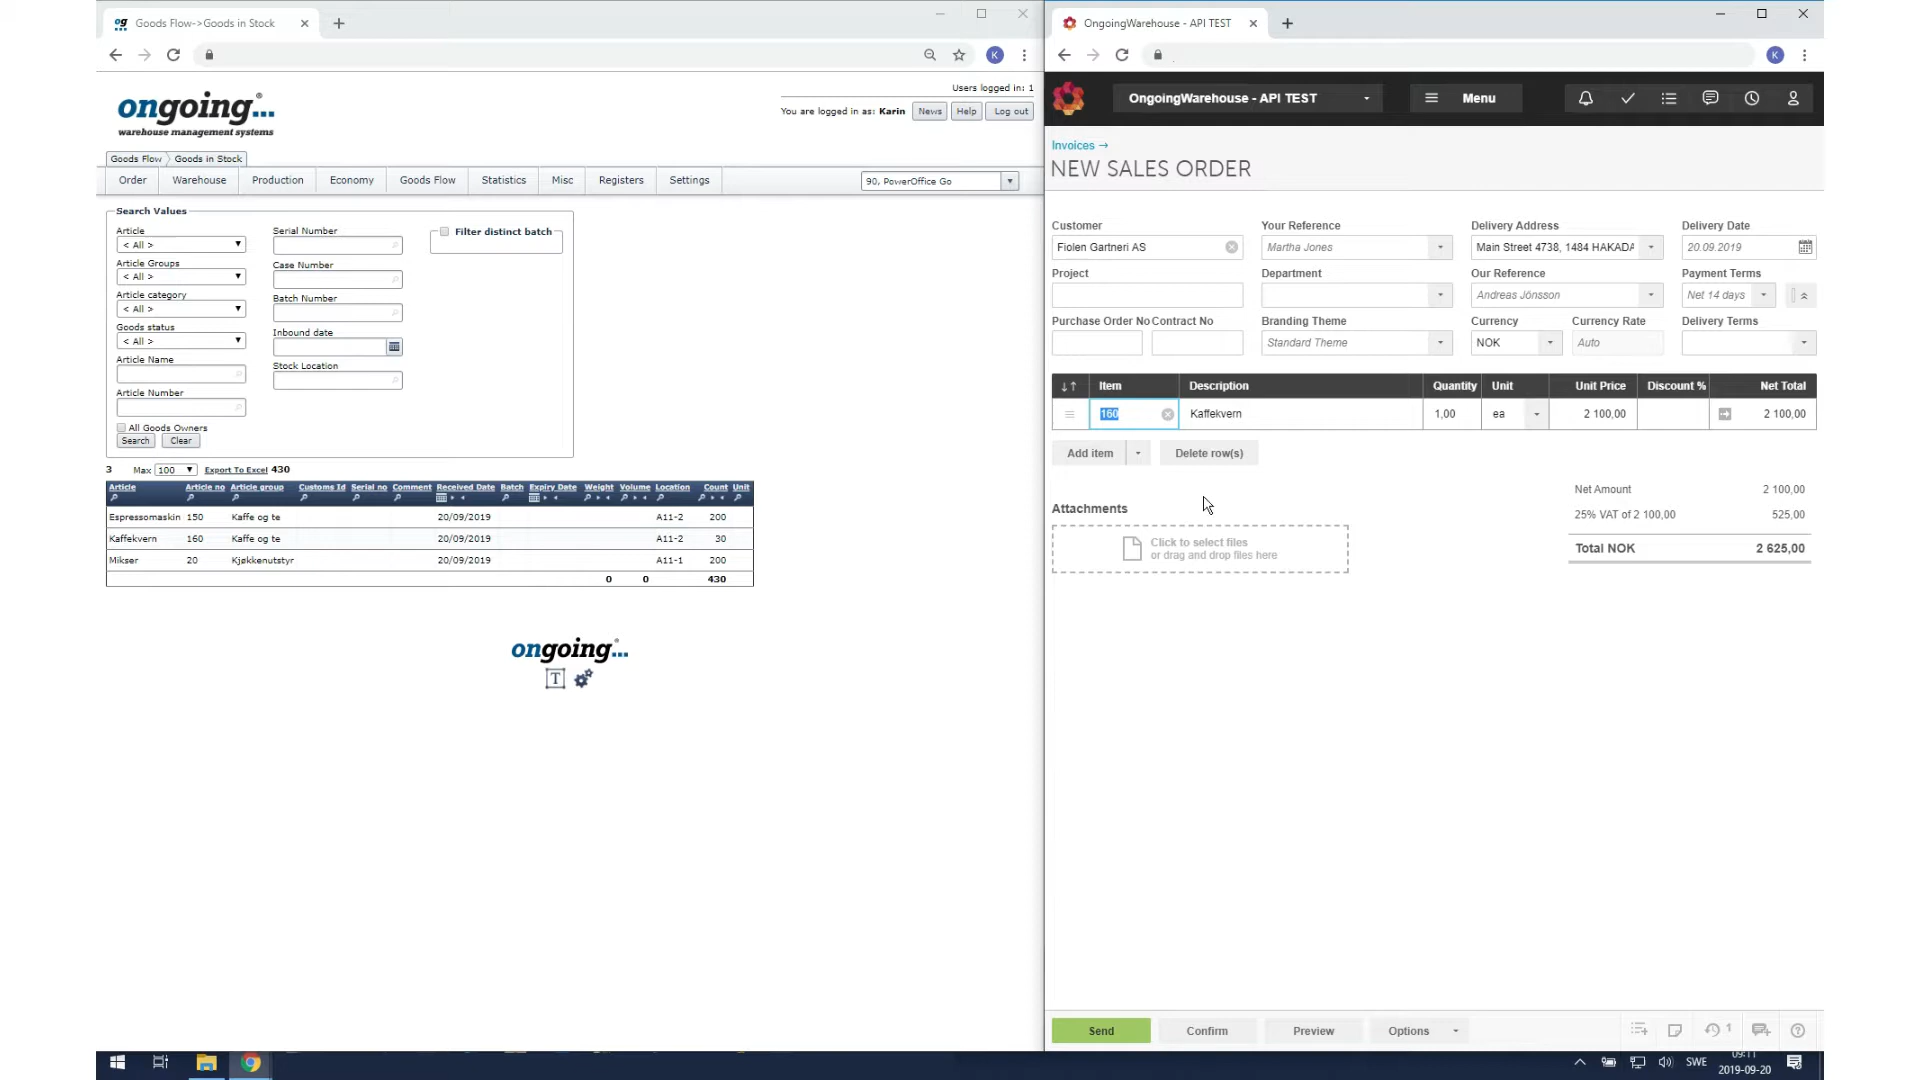 og Goods Flow->Goods in Stock
K
Users logged in: 1
ongoing...
warehouse management systems
You are logged in as: Karin News Help Log out
Goods Flow Goods in Stock
Order Warehouse Production Economy Goods Flow Statistics Misc Registers Settings 90, PowerOffice Go
Search Values
Article Serial Number Filter distinct batch
< All >
Article Groups Case Number
< All >
Article category Batch Number
< All >
Goods status Inbound date
< All >
Article Name Stock Location
Article Number
All Goods Owners
Search Clear
3 Max 100 Export To Excel 430
Article Article no Article group Customs Id Serial no Comment Received Date Batch Expiry Date Weight Volume Location Count Unit
Espressomaskin 150 Kaffe og te 20/09/2019 A11-2 200
Kaffekvern 160 Kaffe og te 20/09/2019 A11-2 30
Mikser 20 Kjøkkenutstyr 20/09/2019 A11-1 200
0 0 430
ongoing...
T
OngoingWarehouse - API TEST
K
OngoingWarehouse - API TEST Menu
Invoices →
NEW SALES ORDER
Customer Your Reference Delivery Address Delivery Date
Fiolen Gartneri AS Martha Jones Main Street 4738, 1484 HAKADA 20.09.2019
Project Department Our Reference Payment Terms
Andreas Jönsson Net 14 days
Purchase Order No Contract No Branding Theme Currency Currency Rate Delivery Terms
Standard Theme NOK Auto
Item Description Quantity Unit Unit Price Discount % Net Total
160 Kaffekvern 1,00 ea 2 100,00 2 100,00
Add item Delete row(s)
Net Amount 2 100,00
25% VAT of 2 100,00 525,00
Total NOK 2 625,00
Attachments
Click to select files
or drag and drop files here
Send Confirm Preview Options 1
SWE 09:11
2019-09-20